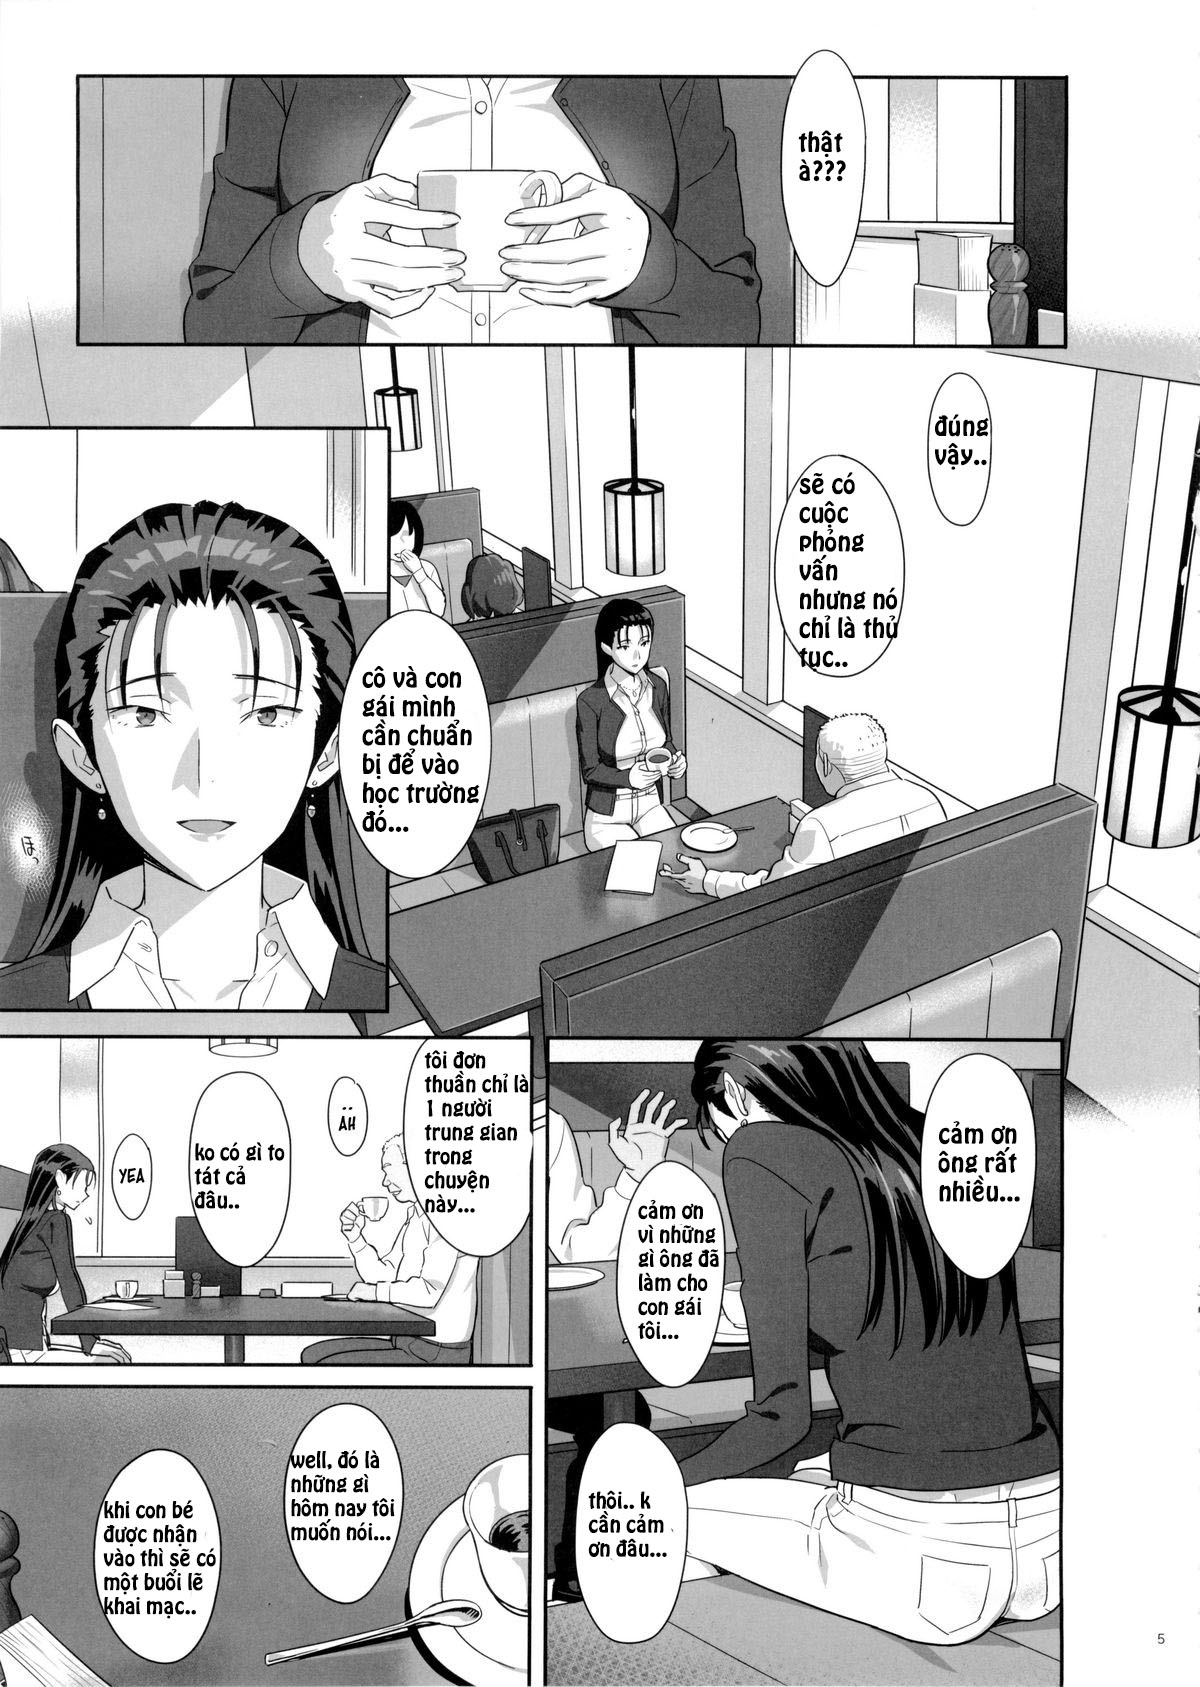 thật
à???
đúng
vậy..
sẽ có
cuộc
phỏng
vấn
nhưng nó
chỉ là thủ
tục..
cô và con
gái mình
cần chuẩn
bị để vào
học trường
đó...
ほっ
cảm ơn
ông rất
nhiều...
cảm ơn
vì những
gì ông đã
làm cho
con gái
tôi...
thôi.. k
cần cảm
ơn đâu...
tôi đơn
thuần chỉ là
1 người
trung gian
trong
chuyện
này...
ÄH
ko có gì to
tát cả
đâu..
YEA
well, đó là
những gì
hôm nay tôi
muốn nói...
khi con bé
được nhận
vào thì sẽ có
một buổi lẽ
khai mạc..
5